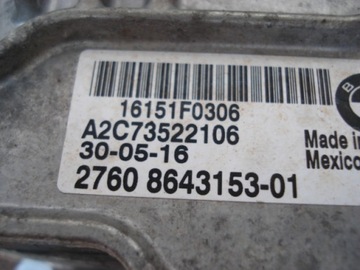 16151F0306
A2C73522106
30-05-16
2760 8643153-01
Made in
Mexico